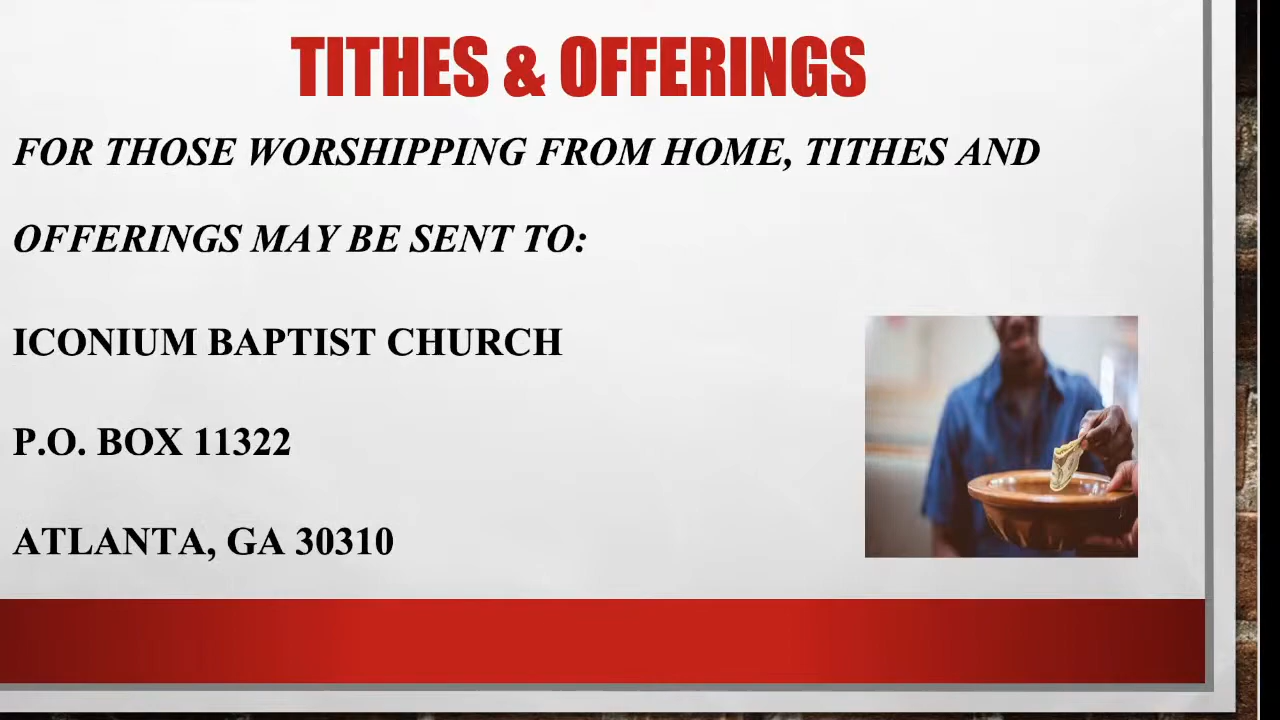 TITHES & OFFERINGS
FOR THOSE WORSHIPPING FROM HOME, TITHES AND
OFFERINGS MAY BE SENT TO:
ICONIUM BAPTIST CHURCH
P.O. BOX 11322
ATLANTA, GA 30310